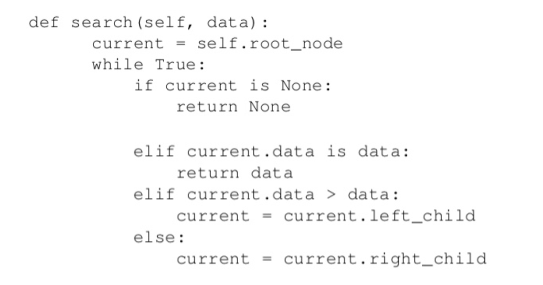 def search(self, data):
    current = self.root_node
    while True:
        if current is None:
            return None

        elif current.data is data:
            return data
        elif current.data > data:
            current = current.left_child
        else:
            current = current.right_child